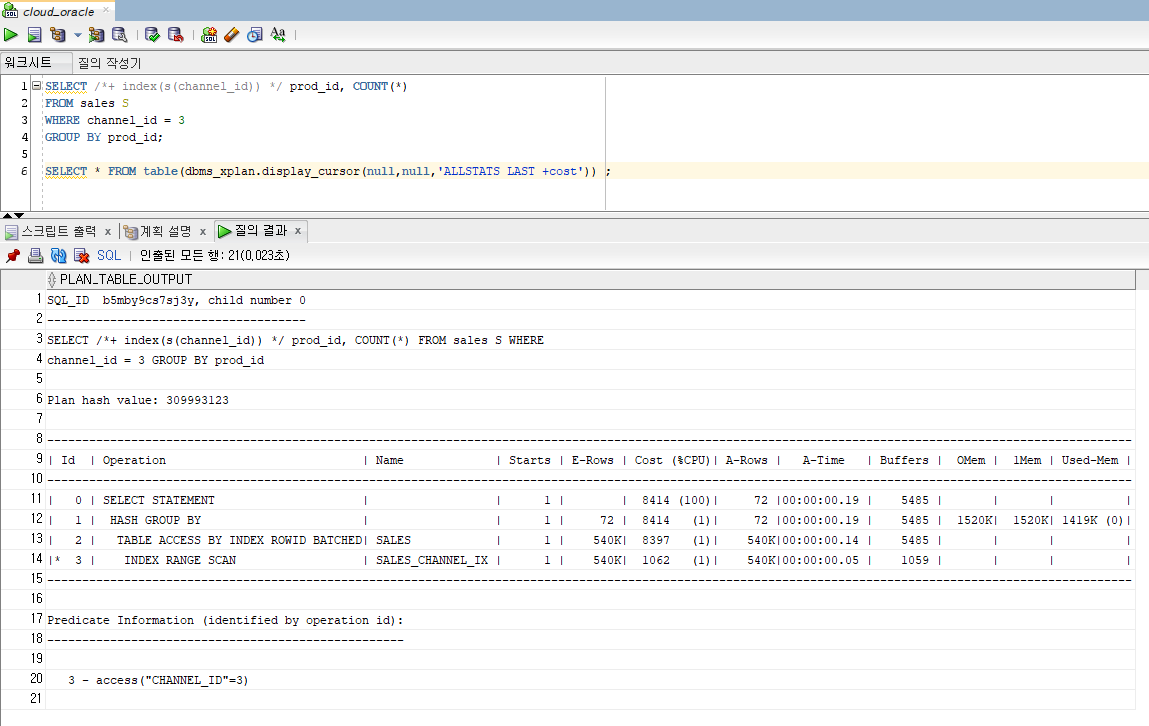 cloud_oracle ×
워크시트 질의 작성기
1 SELECT /*+ index(s(channel_id)) */ prod_id, COUNT(*)
2 FROM sales S
3 WHERE channel_id = 3
4 GROUP BY prod_id;
5
6 SELECT * FROM table(dbms_xplan.display_cursor(null,null,'ALLSTATS LAST +cost')) ;
스크립트 출력 × 계획 설명 × 질의 결과 ×
SQL | 인출된 모든 행: 21(0,023초)
PLAN_TABLE_OUTPUT
1 SQL_ID  b5mby9cs7sj3y, child number 0
2 -------------------------------------
3 SELECT /*+ index(s(channel_id)) */ prod_id, COUNT(*) FROM sales S WHERE
4 channel_id = 3 GROUP BY prod_id
5
6 Plan hash value: 309993123
7
8 -----------------------------------------------------------------------------------------------------------------------------------------------------------
9 | Id  | Operation                            | Name             | Starts | E-Rows | Cost (%CPU)| A-Rows |   A-Time   | Buffers |  OMem |  1Mem | Used-Mem |
10 -----------------------------------------------------------------------------------------------------------------------------------------------------------
11 |   0 | SELECT STATEMENT                     |                  |      1 |        |  8414 (100)|     72 |00:00:00.19 |    5485 |       |       |          |
12 |   1 |  HASH GROUP BY                       |                  |      1 |     72 |  8414   (1)|     72 |00:00:00.19 |    5485 |  1520K|  1520K| 1419K (0)|
13 |   2 |   TABLE ACCESS BY INDEX ROWID BATCHED| SALES            |      1 |    540K|  8397   (1)|    540K|00:00:00.14 |    5485 |       |       |          |
14 |*  3 |    INDEX RANGE SCAN                  | SALES_CHANNEL_IX |      1 |    540K|  1062   (1)|    540K|00:00:00.05 |    1059 |       |       |          |
15 -----------------------------------------------------------------------------------------------------------------------------------------------------------
16
17 Predicate Information (identified by operation id):
18 ---------------------------------------------------
19
20    3 - access("CHANNEL_ID"=3)
21